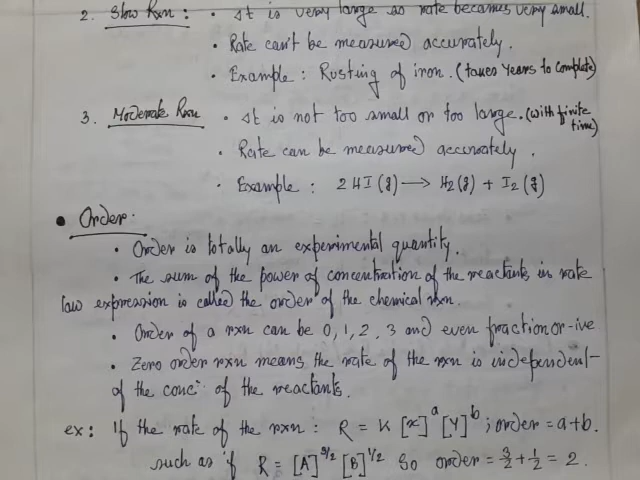 2. Slow Rxn : • Δt is very large so rate becomes very small.
• Rate can't be measured accurately.
• Example : Rusting of iron. (takes years to complete)
3. Moderate Rxn • Δt is not too small or too large. (with finite time)
• Rate can be measured accurately.
• Example : 2HI(g) → H₂(g) + I₂(g)
• Order.
• Order is totally an experimental quantity.
• The sum of the power of concentration of the reactants in rate
law expression is called the order of the chemical rxn.
• Order of a rxn can be 0, 1, 2, 3 and even fraction or -ive
• Zero order rxn means the rate of the rxn is independent
of the conc. of the reactants.
ex: If the rate of the rxn : R = K [x]^a [Y]^b ; order = a+b.
such as if R = [A]^3/2 [B]^1/2 So order = 3/2 + 1/2 = 2.